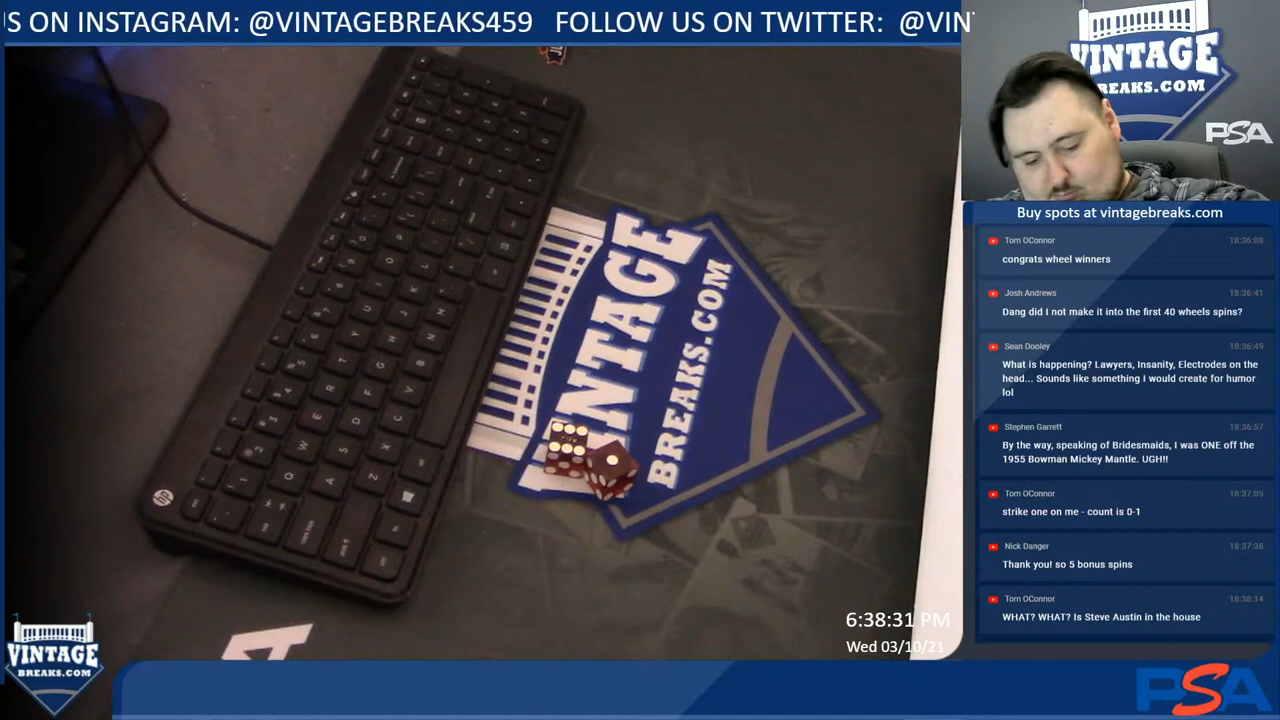 S ON INSTAGRAM: @VINTAGEBREAKS459 FOLLOW US ON TWITTER: @VIN
VINTAGE
BREAKS.COM
PSA
Buy spots at vintagebreaks.com
Tom OConnor 18:36:08
congrats wheel winners
Josh Andrews 18:36:41
Dang did I not make it into the first 40 wheels spins?
Sean Dooley 18:36:49
What is happening? Lawyers, Insanity, Electrodes on the
head... Sounds like something I would create for humor
lol
Stephen Garrett 18:36:57
By the way, speaking of Bridesmaids, I was ONE off the
1955 Bowman Mickey Mantle. UGH!!
Tom OConnor 18:37:05
strike one on me - count is 0-1
Nick Danger 18:37:38
Thank you! so 5 bonus spins
Tom OConnor 18:38:14
WHAT? WHAT? Is Steve Austin in the house
VINTAGE
BREAKS.COM
hp
6:38:31 PM
Wed 03/10/21
VINTAGE
BREAKS.COM
PSA